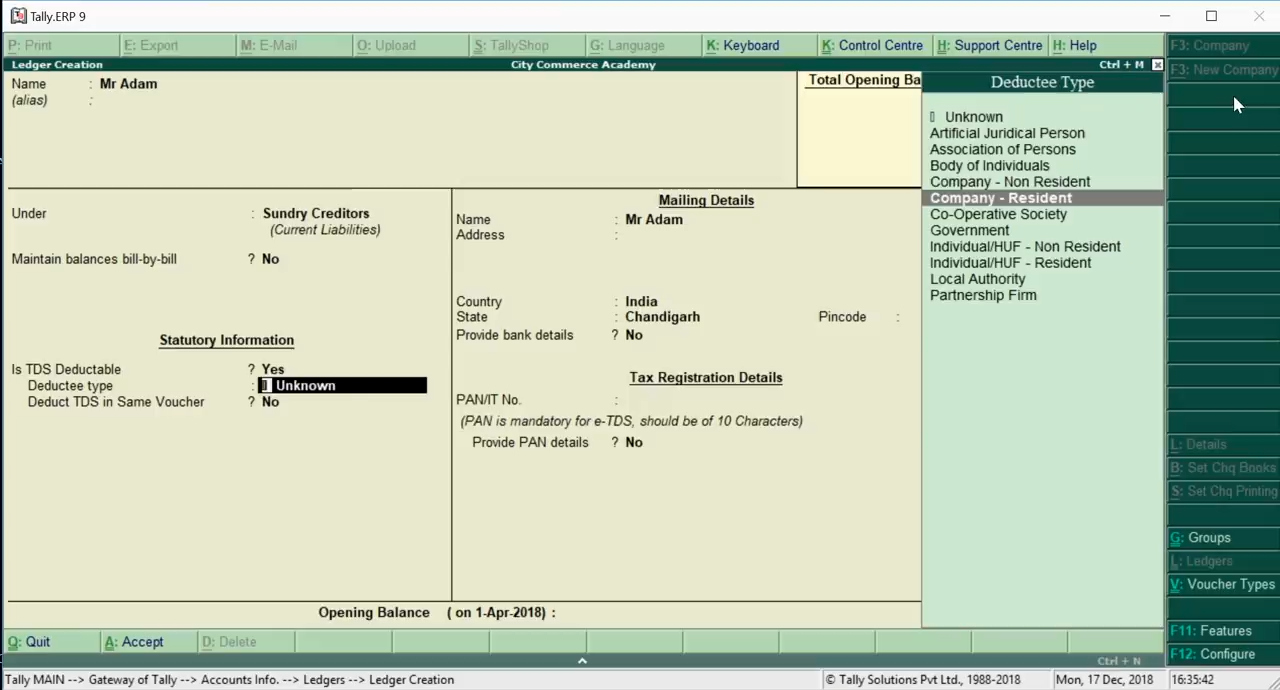 Tally.ERP 9
P: Print E: Export M: E-Mail O: Upload S: TallyShop G: Language K: Keyboard K: Control Centre H: Support Centre H: Help F3: Company
Ledger Creation City Commerce Academy Ctrl + M
F3: New Company
Name : Mr Adam
(alias) :
Total Opening Ba
Deductee Type
Unknown
Artificial Juridical Person
Association of Persons
Body of Individuals
Company - Non Resident
Company - Resident
Co-Operative Society
Government
Individual/HUF - Non Resident
Individual/HUF - Resident
Local Authority
Partnership Firm
Under : Sundry Creditors
(Current Liabilities)
Maintain balances bill-by-bill ? No
Statutory Information
Is TDS Deductable ? Yes
Deductee type : Unknown
Deduct TDS in Same Voucher ? No
Mailing Details
Name : Mr Adam
Address :
Country : India
State : Chandigarh Pincode :
Provide bank details ? No
Tax Registration Details
PAN/IT No. :
(PAN is mandatory for e-TDS, should be of 10 Characters)
Provide PAN details ? No
L: Details
B: Set Chq Books
S: Set Chq Printing
G: Groups
L: Ledgers
V: Voucher Types
F11: Features
F12: Configure
Opening Balance ( on 1-Apr-2018) :
Q: Quit A: Accept D: Delete
Ctrl + N
Tally MAIN --> Gateway of Tally --> Accounts Info. --> Ledgers --> Ledger Creation © Tally Solutions Pvt Ltd., 1988-2018 Mon, 17 Dec, 2018 16:35:42